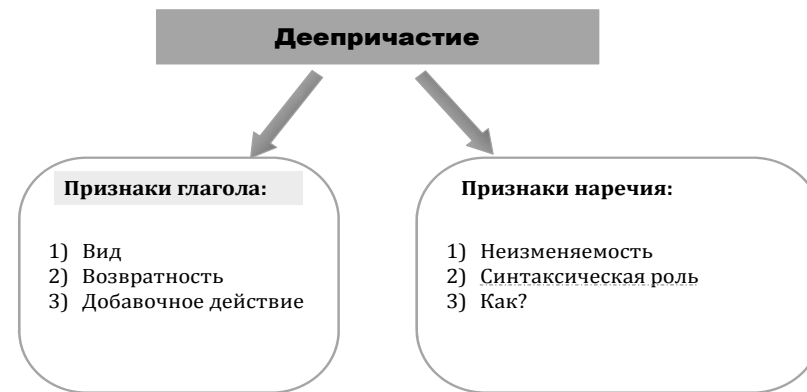 Деепричастие
Признаки глагола:
1) Вид
2) Возвратность
3) Добавочное действие
Признаки наречия:
1) Неизменяемость
2) Синтаксическая роль
3) Как?